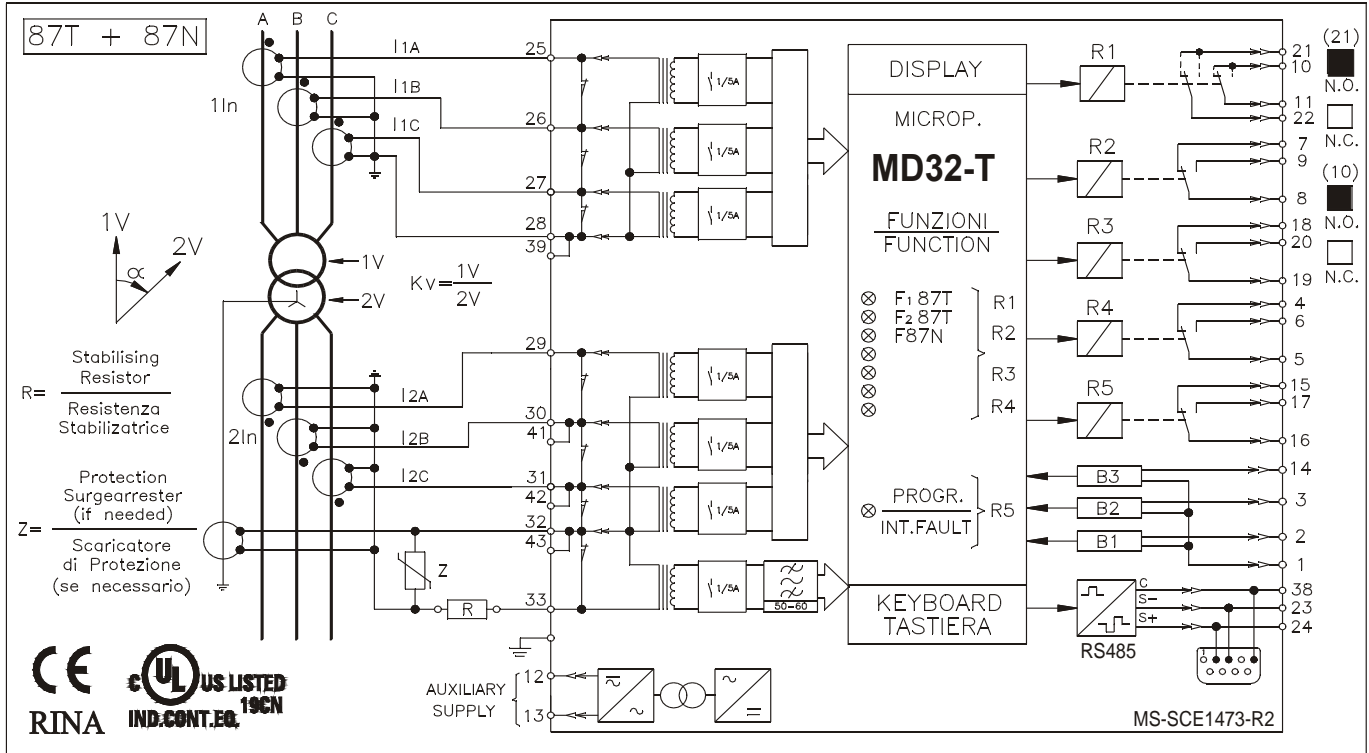 87T + 87N
A B C
I1A
I1B
I1C
1In
25
26
27
28
39
1V
2V
α
1V
2V
Kv= 1V
2V
R=
Stabilising
Resistor
Resistenza
Stabilizatrice
Z=
Protection
Surgearrester
(if needed)
Scaricatore
di Protezione
(se necessario)
I2A
I2B
I2C
2In
29
30
41
31
42
32
43
33
Z
R
1/5A
1/5A
1/5A
1/5A
1/5A
1/5A
1/5A
50-60
DISPLAY
MICROP.
MD32-T
FUNZIONI
FUNCTION
F1 87T
F2 87T
F87N
R1
R2
R3
R4
PROGR.
INT.FAULT
R5
KEYBOARD
TASTIERA
R1
R2
R3
R4
R5
B3
B2
B1
C
S-
S+
RS485
1
21
10
11
22
7
9
8
18
20
19
4
6
5
15
17
16
14
3
2
1
38
23
24
(21)
N.O.
N.C.
(10)
N.O.
N.C.
AUXILIARY
SUPPLY
12
13
CE
RINA
C UL US LISTED
19CN
IND.CONT.EQ.
MS-SCE1473-R2